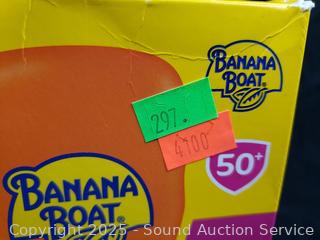 BANANA
BOAT®
297.
4100
50+
BANANA
BOAT®
Copyright 2025 - Sound Auction Service